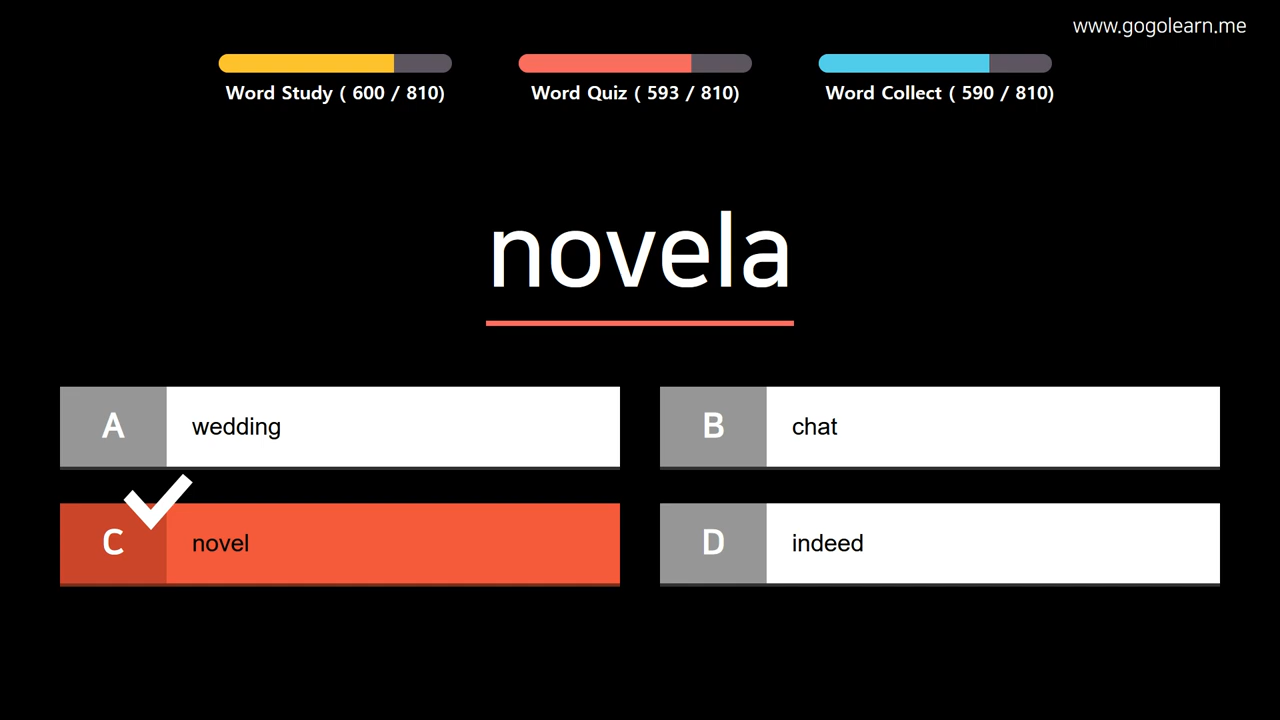 www.gogolearn.me
Word Study ( 600 / 810)
Word Quiz ( 593 / 810)
Word Collect ( 590 / 810)
novela
A wedding
B chat
C novel
D indeed